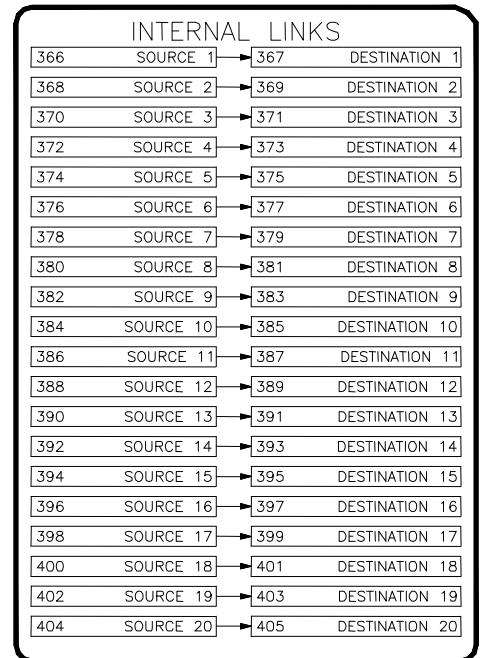 INTERNAL LINKS
366 SOURCE 1 367 DESTINATION 1
368 SOURCE 2 369 DESTINATION 2
370 SOURCE 3 371 DESTINATION 3
372 SOURCE 4 373 DESTINATION 4
374 SOURCE 5 375 DESTINATION 5
376 SOURCE 6 377 DESTINATION 6
378 SOURCE 7 379 DESTINATION 7
380 SOURCE 8 381 DESTINATION 8
382 SOURCE 9 383 DESTINATION 9
384 SOURCE 10 385 DESTINATION 10
386 SOURCE 11 387 DESTINATION 11
388 SOURCE 12 389 DESTINATION 12
390 SOURCE 13 391 DESTINATION 13
392 SOURCE 14 393 DESTINATION 14
394 SOURCE 15 395 DESTINATION 15
396 SOURCE 16 397 DESTINATION 16
398 SOURCE 17 399 DESTINATION 17
400 SOURCE 18 401 DESTINATION 18
402 SOURCE 19 403 DESTINATION 19
404 SOURCE 20 405 DESTINATION 20